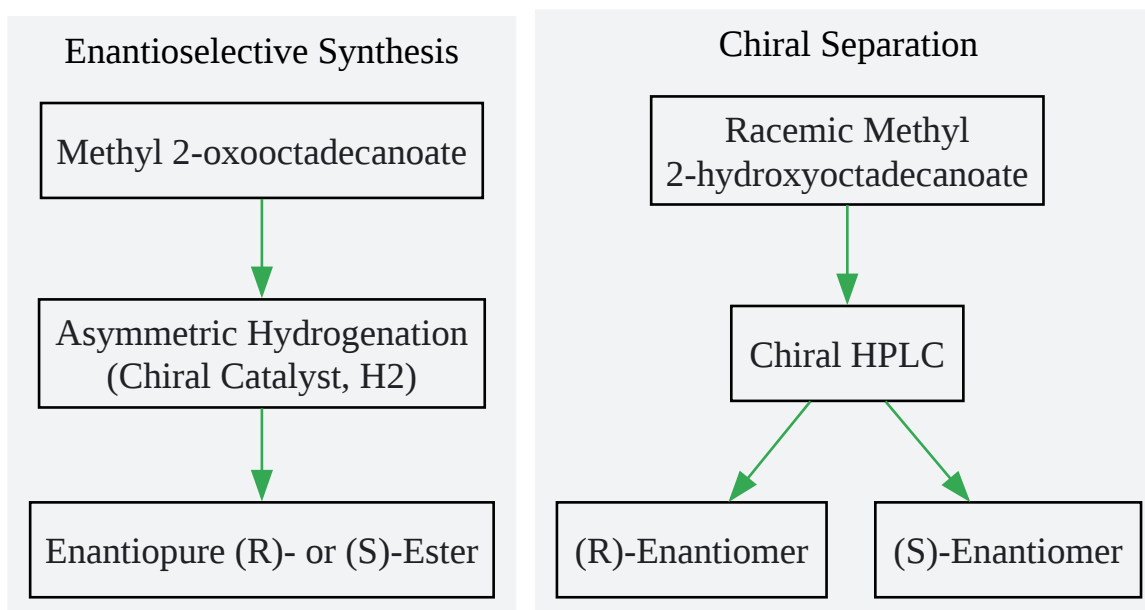 Enantioselective Synthesis
Methyl 2-oxooctadecanoate
Asymmetric Hydrogenation
(Chiral Catalyst, H2)
Enantiopure (R)- or (S)-Ester
Chiral Separation
Racemic Methyl
2-hydroxyoctadecanoate
Chiral HPLC
(R)-Enantiomer
(S)-Enantiomer